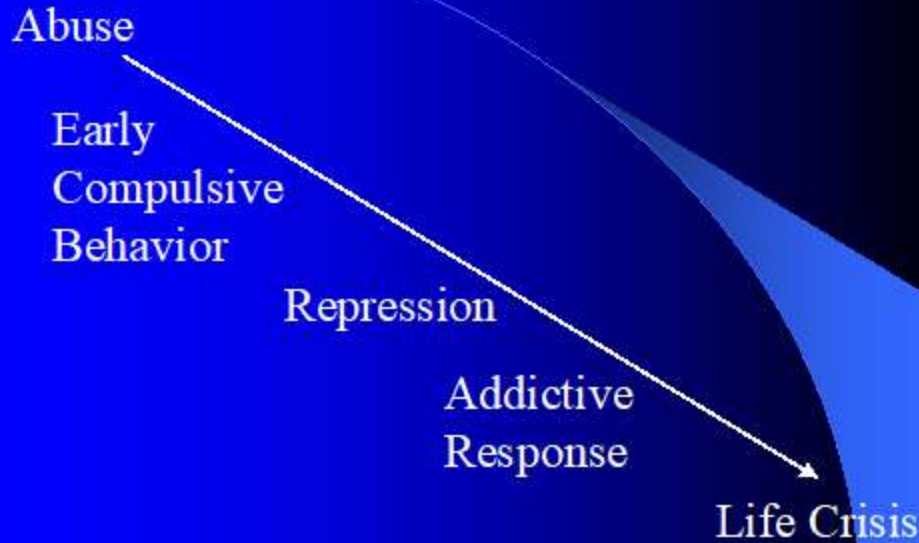 Abuse
Early
Compulsive
Behavior
Repression
Addictive
Response
Life Crisis